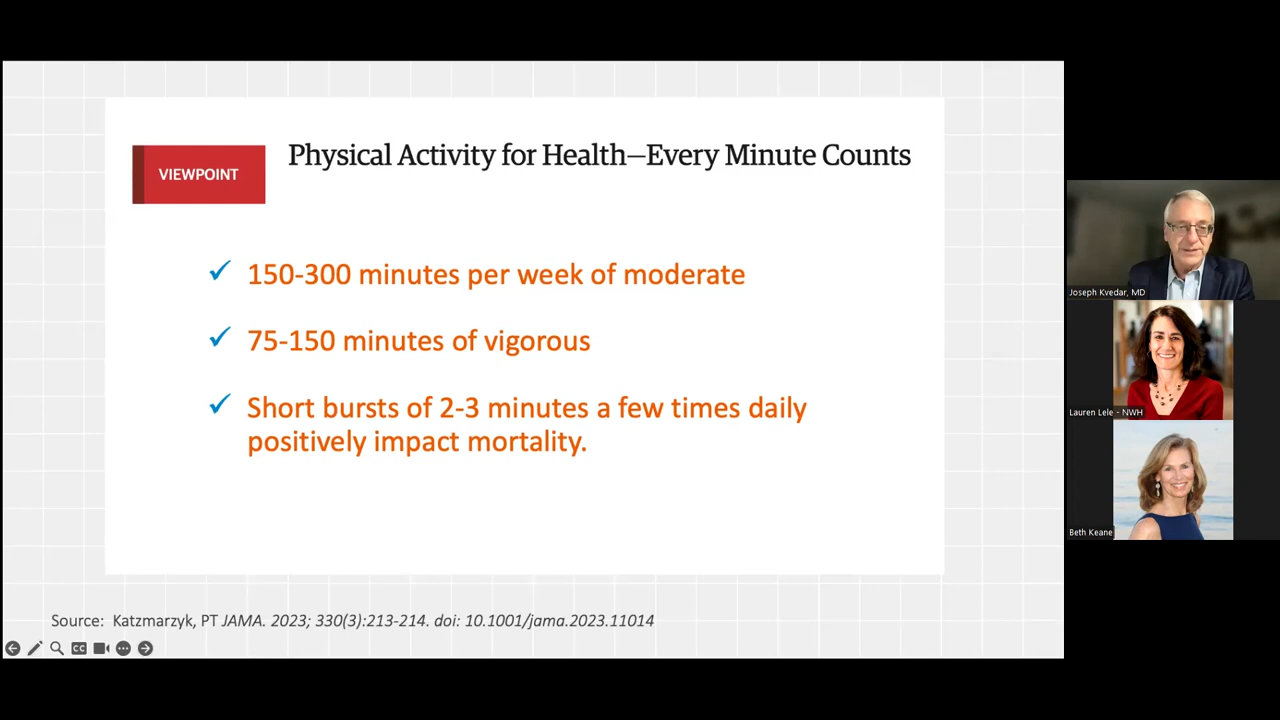 VIEWPOINT
Physical Activity for Health—Every Minute Counts
✓ 150-300 minutes per week of moderate
✓ 75-150 minutes of vigorous
✓ Short bursts of 2-3 minutes a few times daily
positively impact mortality.
Source: Katzmarzyk, PT JAMA. 2023; 330(3):213-214. doi: 10.1001/jama.2023.11014
CC
Joseph Kvedar, MD
Lauren Lele - NWH
Beth Keane